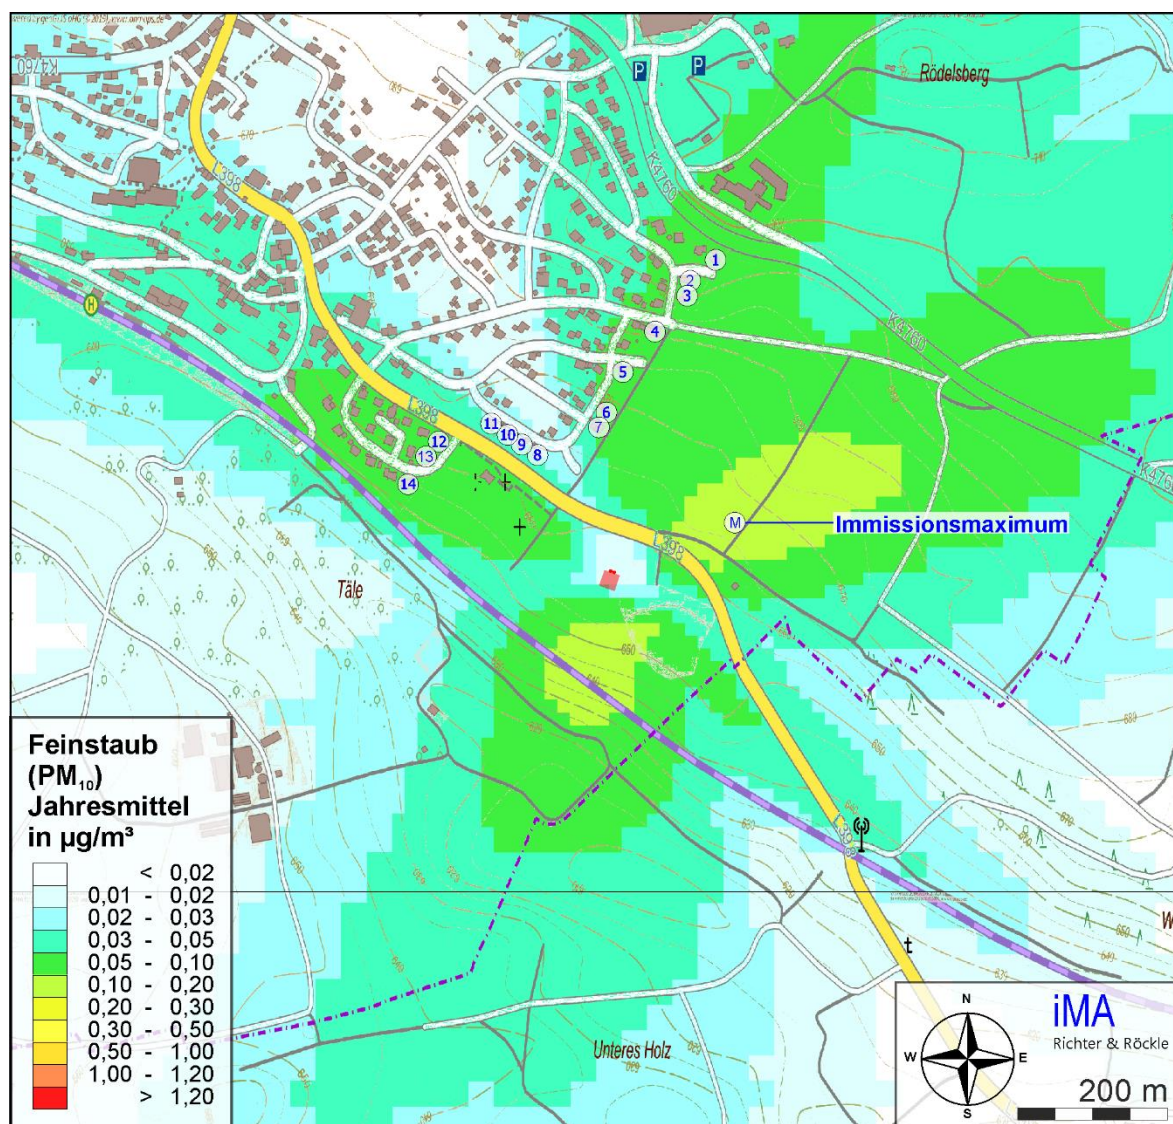 K4760
P
P
Rödelsberg
L398
K4760
1
2
3
H
4
K4760
5
L398
6
7
11
10
9
8
12
13
14
K4760
M
Immissionsmaximum
L398
Täle
650
Feinstaub
(PM₁₀)
Jahresmittel
in µg/m³
< 0,02
0,01 - 0,02
0,02 - 0,03
0,03 - 0,05
0,05 - 0,10
0,10 - 0,20
0,20 - 0,30
0,30 - 0,50
0,50 - 1,00
1,00 - 1,20
> 1,20
Unteres Holz
N
W
E
S
iMA
Richter & Röckle
200 m